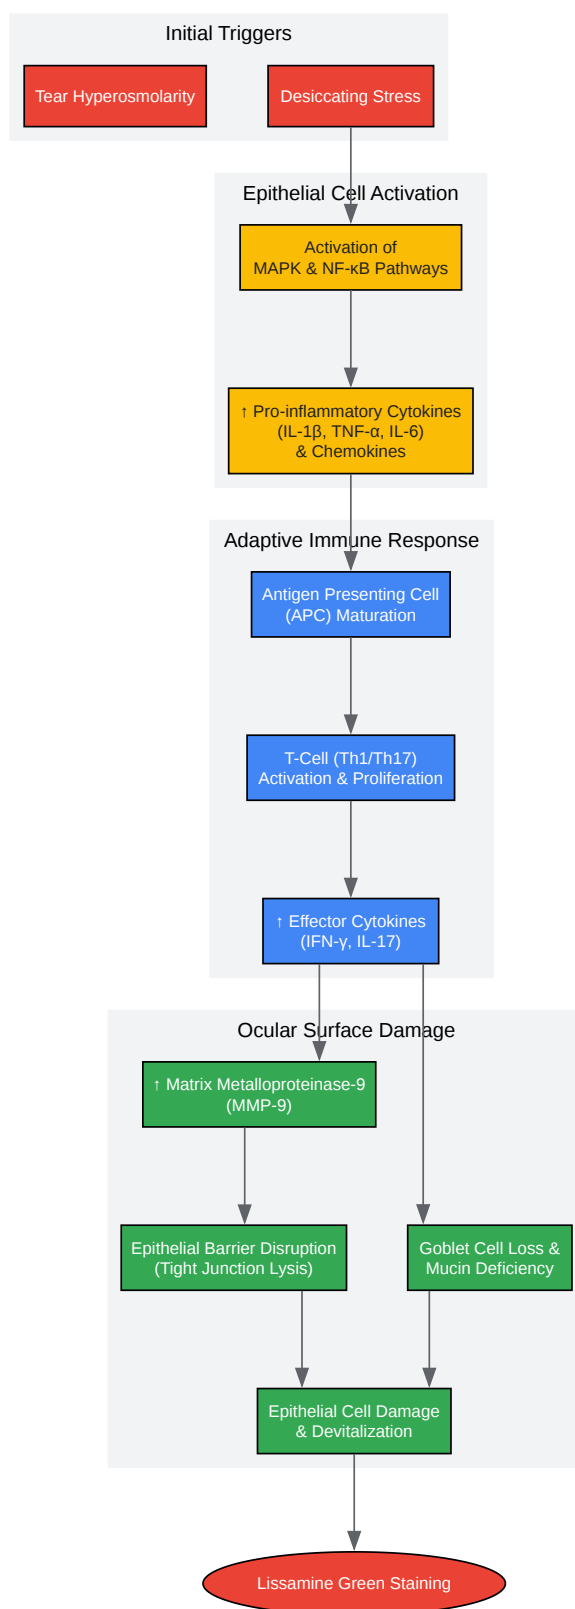 Initial Triggers
Tear Hyperosmolarity
Desiccating Stress
Epithelial Cell Activation
Activation of
MAPK & NF-κB Pathways
↑ Pro-inflammatory Cytokines
(IL-1β, TNF-α, IL-6)
& Chemokines
Adaptive Immune Response
Antigen Presenting Cell
(APC) Maturation
T-Cell (Th1/Th17)
Activation & Proliferation
↑ Effector Cytokines
(IFN-γ, IL-17)
Ocular Surface Damage
↑ Matrix Metalloproteinase-9
(MMP-9)
Epithelial Barrier Disruption
(Tight Junction Lysis)
Goblet Cell Loss &
Mucin Deficiency
Epithelial Cell Damage
& Devitalization
Lissamine Green Staining